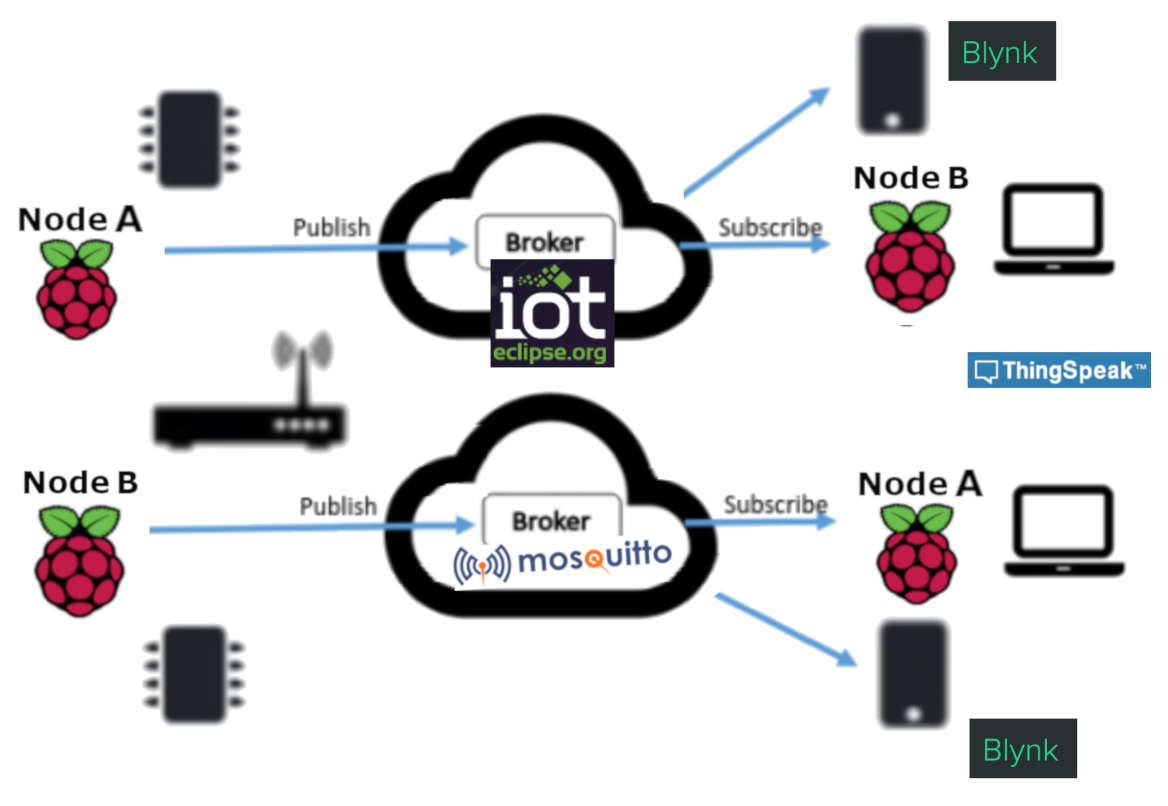 Blynk
Node B
Node A
Publish
Subscribe
Broker
iot
eclipse.org
ThingSpeak™
Node B
Node A
Publish
Subscribe
Broker
mosquitto
Blynk